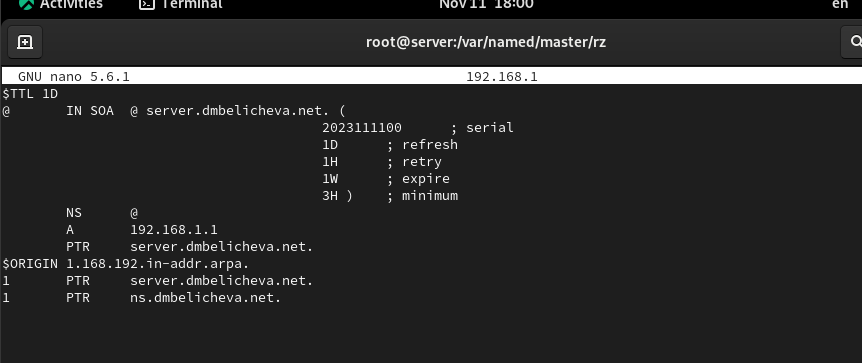 Activities Terminal Nov 11 18:00 en
root@server:/var/named/master/rz
GNU nano 5.6.1 192.168.1
$TTL 1D
@ IN SOA @ server.dmbelicheva.net. (
2023111100 ; serial
1D ; refresh
1H ; retry
1W ; expire
3H ) ; minimum
NS @
A 192.168.1.1
PTR server.dmbelicheva.net.
$ORIGIN 1.168.192.in-addr.arpa.
1 PTR server.dmbelicheva.net.
1 PTR ns.dmbelicheva.net.